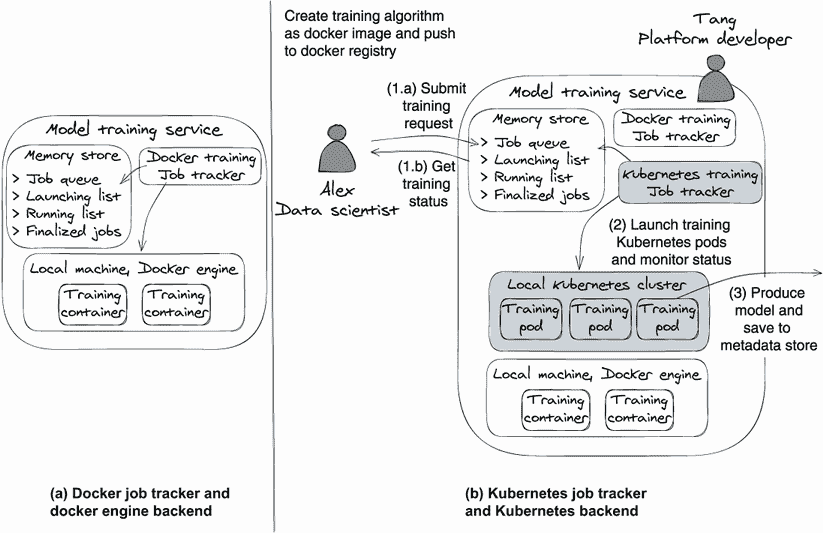 Model training service
Memory store
> Job queue
> Launching list
> Running list
> Finalized jobs
Docker training
Job tracker
Local machine, Docker engine
Training
container
Training
container
(a) Docker job tracker and
docker engine backend
Create training algorithm
as docker image and push
to docker registry
Alex
Data scientist
(1.a) Submit
training
request
(1.b) Get
training
status
Tang
Platform developer
Model training service
Memory store
> Job queue
> Launching list
> Running list
> Finalized jobs
Docker training
Job tracker
Kubernetes training
Job tracker
(2) Launch training
Kubernetes pods
and monitor status
Local Kubernetes cluster
Training
pod
Training
pod
Training
pod
(3) Produce
model and
save to
metadata store
Local machine, Docker engine
Training
container
Training
container
(b) Kubernetes job tracker
and Kubernetes backend